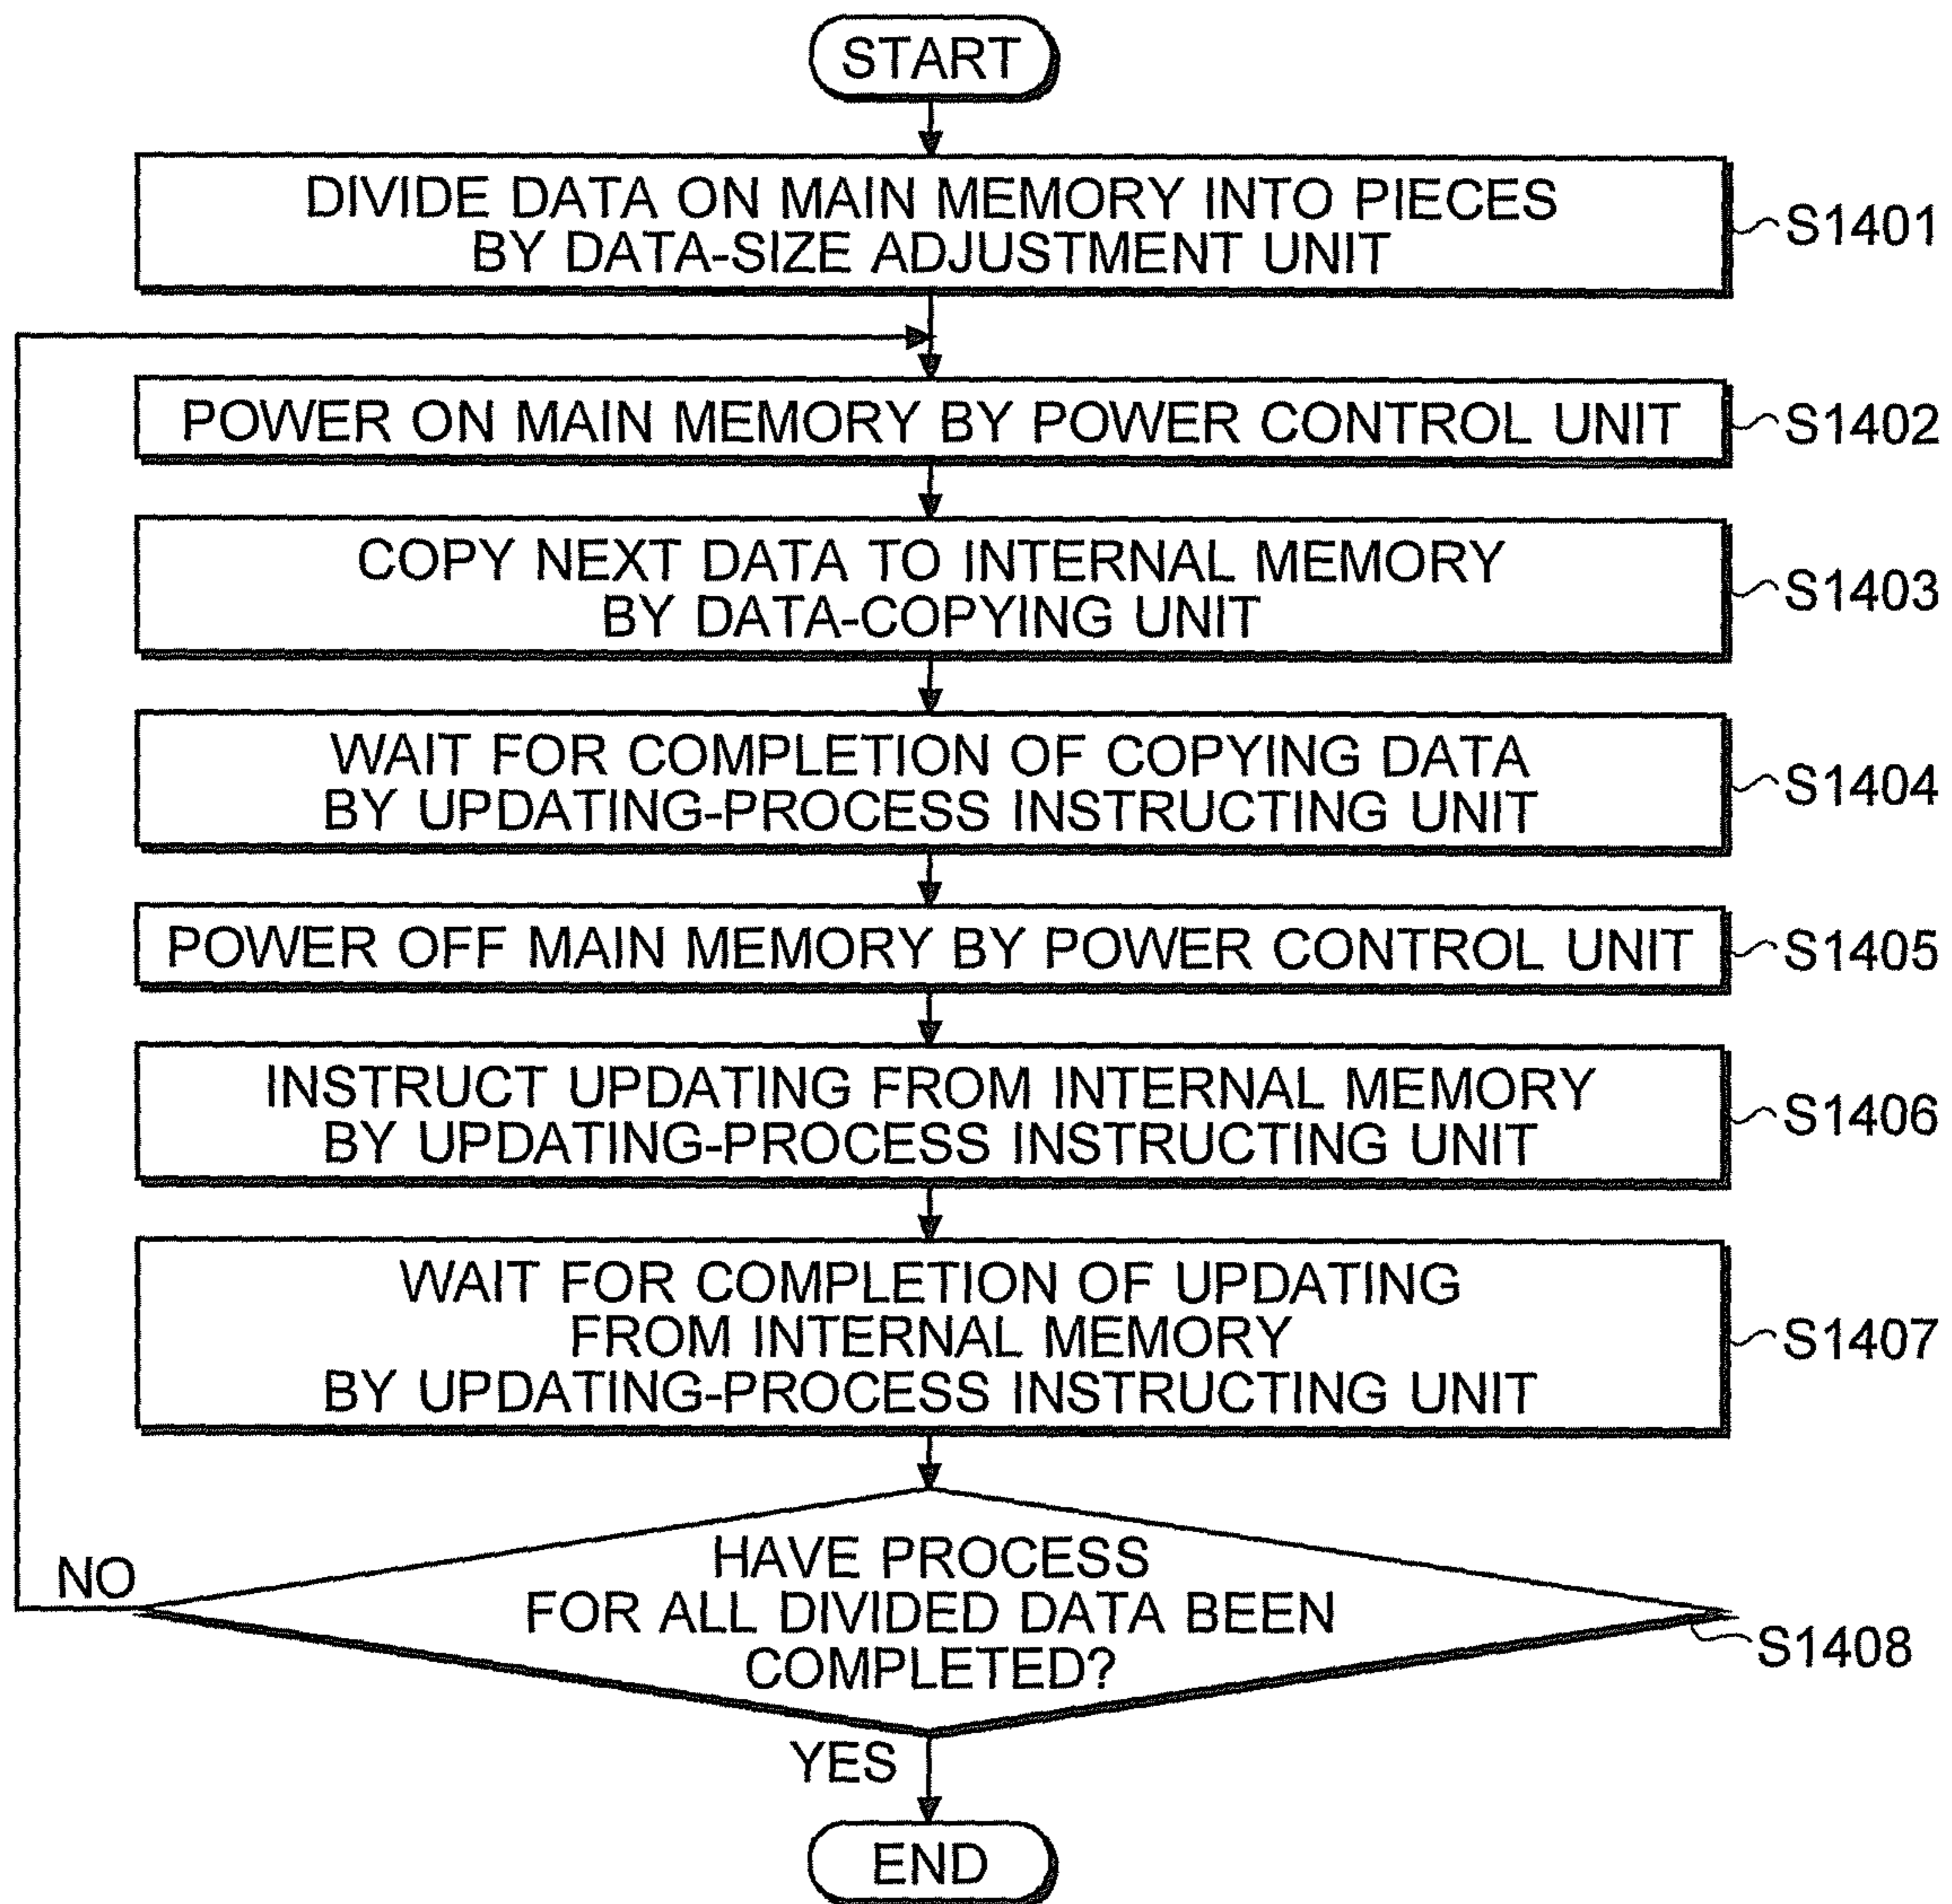 START
DIVIDE DATA ON MAIN MEMORY INTO PIECES
BY DATA-SIZE ADJUSTMENT UNIT
S1401
POWER ON MAIN MEMORY BY POWER CONTROL UNIT
S1402
COPY NEXT DATA TO INTERNAL MEMORY
BY DATA-COPYING UNIT
S1403
WAIT FOR COMPLETION OF COPYING DATA
BY UPDATING-PROCESS INSTRUCTING UNIT
S1404
POWER OFF MAIN MEMORY BY POWER CONTROL UNIT
S1405
INSTRUCT UPDATING FROM INTERNAL MEMORY
BY UPDATING-PROCESS INSTRUCTING UNIT
S1406
WAIT FOR COMPLETION OF UPDATING
FROM INTERNAL MEMORY
BY UPDATING-PROCESS INSTRUCTING UNIT
S1407
HAVE PROCESS
FOR ALL DIVIDED DATA BEEN
COMPLETED?
S1408
NO
YES
END